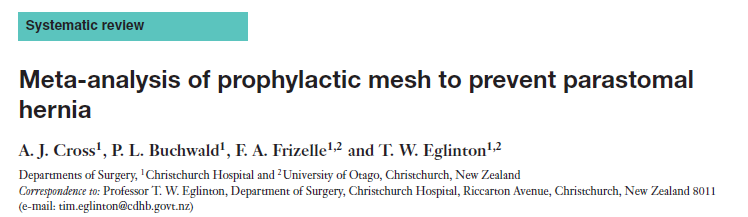 Systematic review
Meta-analysis of prophylactic mesh to prevent parastomal
hernia
A. J. Cross¹, P. L. Buchwald¹, F. A. Frizelle¹,² and T. W. Eglinton¹,²
Departments of Surgery, ¹Christchurch Hospital and ²University of Otago, Christchurch, New Zealand
Correspondence to: Professor T. W. Eglinton, Department of Surgery, Christchurch Hospital, Riccarton Avenue, Christchurch, New Zealand 8011
(e-mail: tim.eglinton@cdhb.govt.nz)